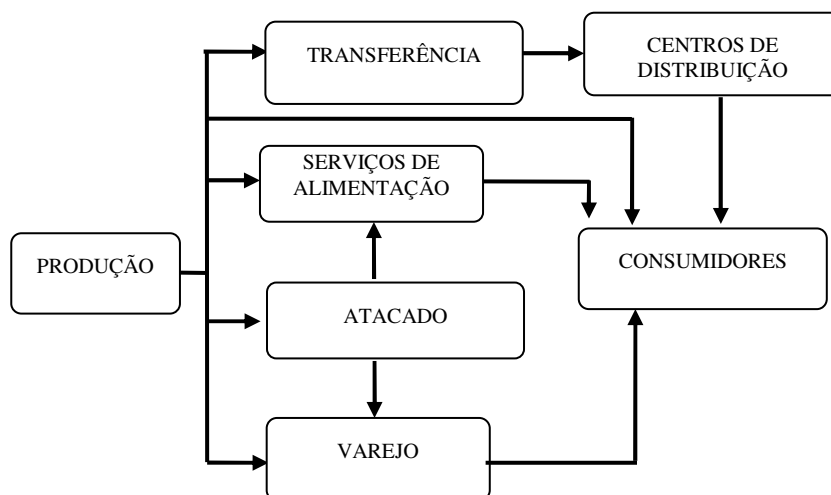 TRANSFERÊNCIA
CENTROS DE
DISTRIBUIÇÃO
SERVIÇOS DE
ALIMENTAÇÃO
PRODUÇÃO
CONSUMIDORES
ATACADO
VAREJO